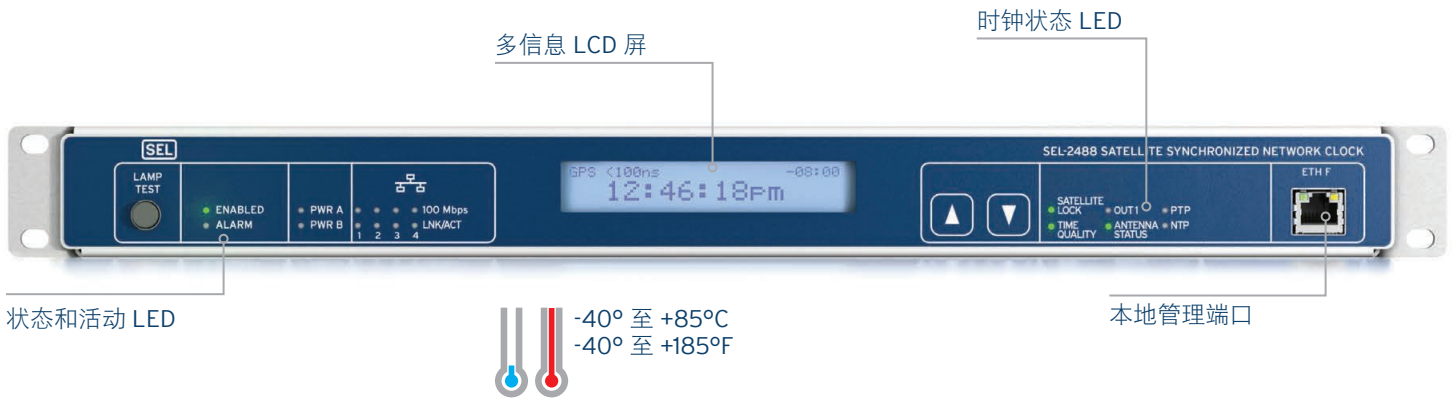 多信息 LCD 屏
时钟状态 LED
SEL
SEL-2488 SATELLITE SYNCHRONIZED NETWORK CLOCK
LAMP
TEST
ENABLED
ALARM
PWR A
PWR B
100 Mbps
LNK/ACT
1 2 3 4
GPS <100ns -08:00
12:46:18pm
SATELLITE
LOCK
OUT1
PTP
TIME
QUALITY
ANTENNA
STATUS
NTP
ETH F
状态和活动 LED
本地管理端口
-40° 至 +85°C
-40° 至 +185°F